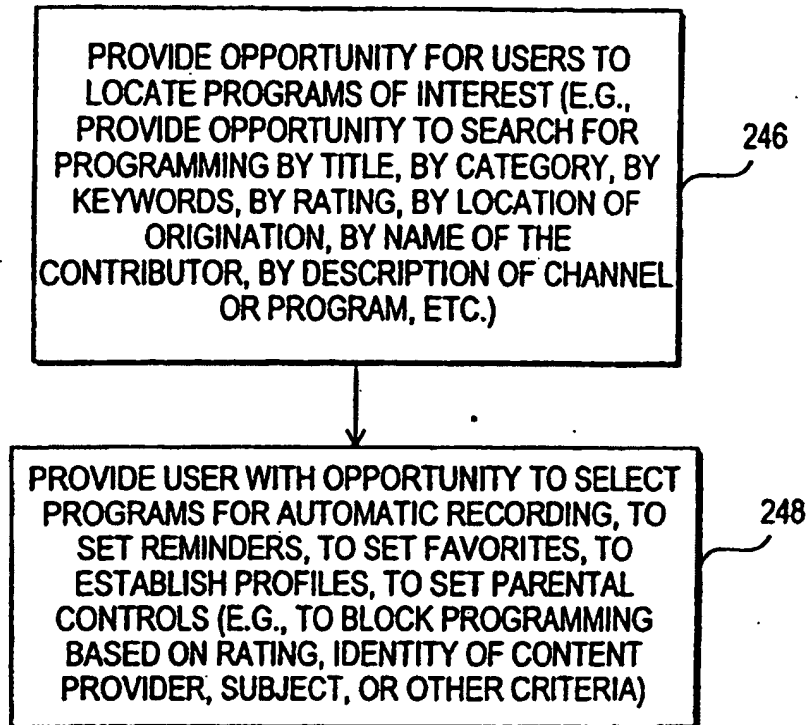 PROVIDE OPPORTUNITY FOR USERS TO
LOCATE PROGRAMS OF INTEREST (E.G.,
PROVIDE OPPORTUNITY TO SEARCH FOR
PROGRAMMING BY TITLE, BY CATEGORY, BY
KEYWORDS, BY RATING, BY LOCATION OF
ORIGINATION, BY NAME OF THE
CONTRIBUTOR, BY DESCRIPTION OF CHANNEL
OR PROGRAM, ETC.)
246
PROVIDE USER WITH OPPORTUNITY TO SELECT
PROGRAMS FOR AUTOMATIC RECORDING, TO
SET REMINDERS, TO SET FAVORITES, TO
ESTABLISH PROFILES, TO SET PARENTAL
CONTROLS (E.G., TO BLOCK PROGRAMMING
BASED ON RATING, IDENTITY OF CONTENT
PROVIDER, SUBJECT, OR OTHER CRITERIA)
248